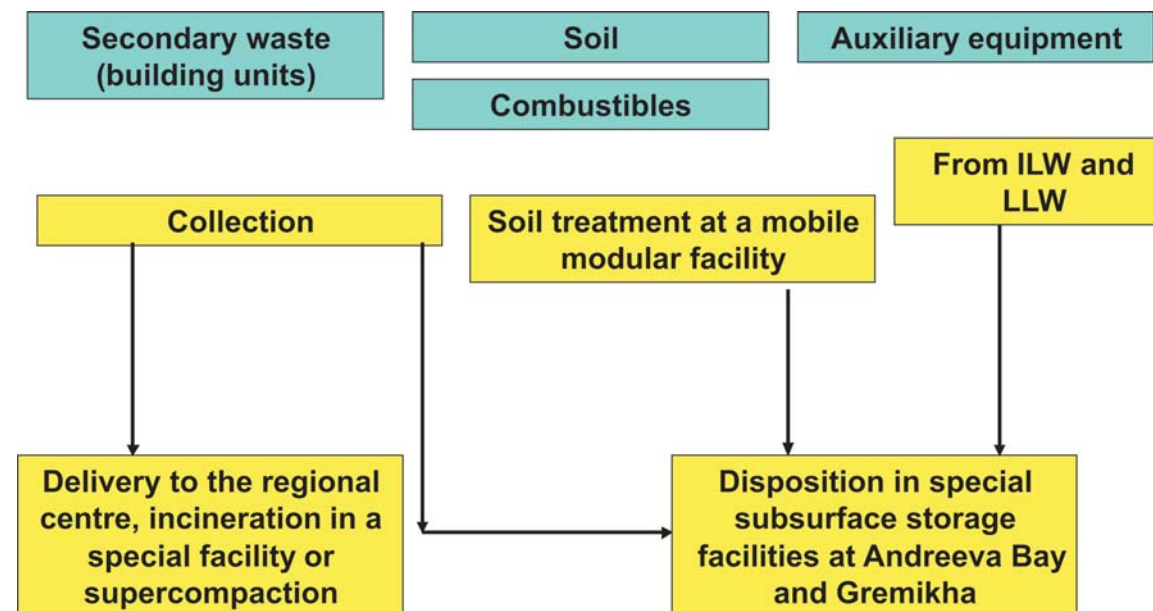 Secondary waste
(building units)
Soil
Auxiliary equipment
Combustibles
From ILW and
LLW
Collection
Soil treatment at a mobile
modular facility
Delivery to the regional
centre, incineration in a
special facility or
supercompaction
Disposition in special
subsurface storage
facilities at Andreeva Bay
and Gremikha